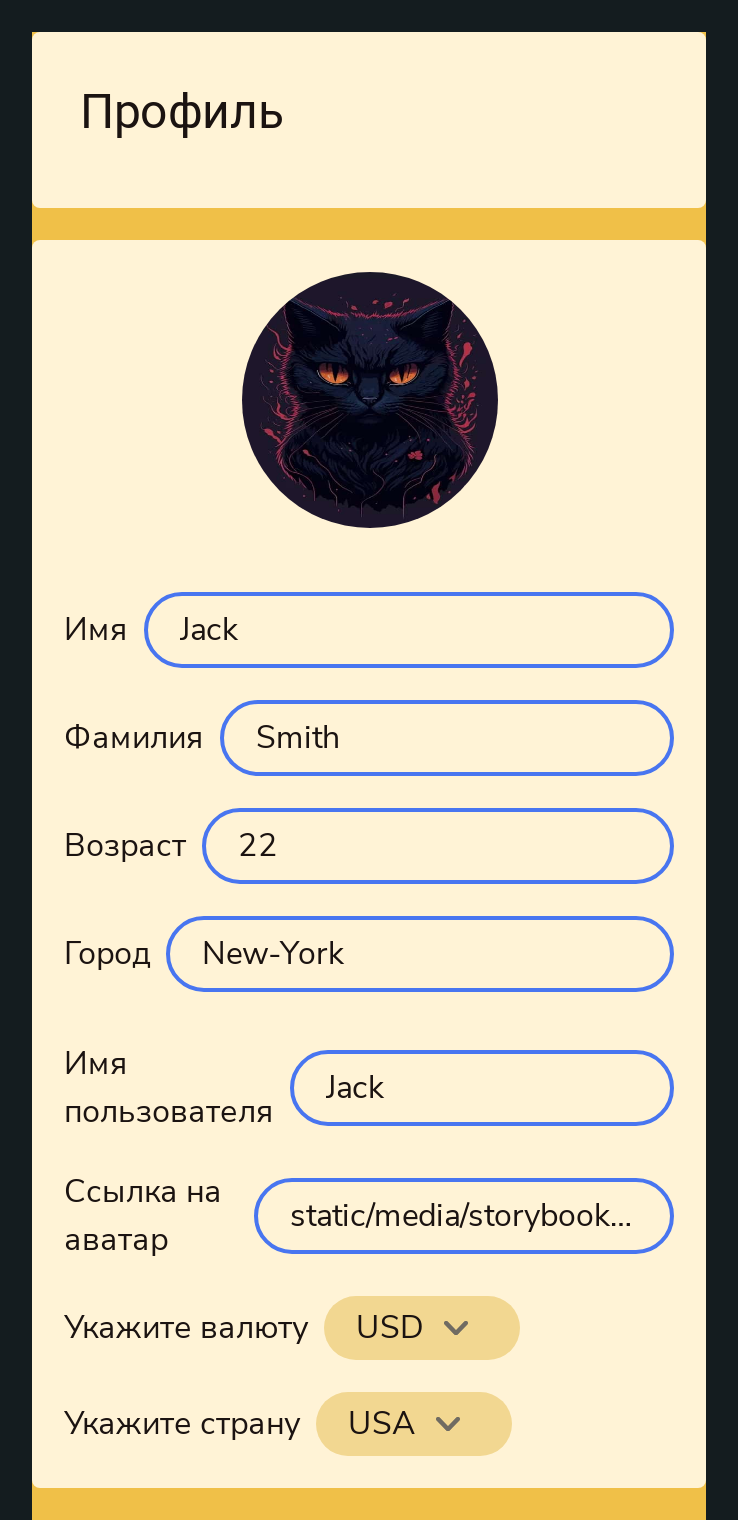 Профиль
Имя Jack
Фамилия Smith
Возраст 22
Город New-York
Имя
пользователя
Jack
Ссылка на
аватар
static/media/storybook...
Укажите валюту USD
Укажите страну USA